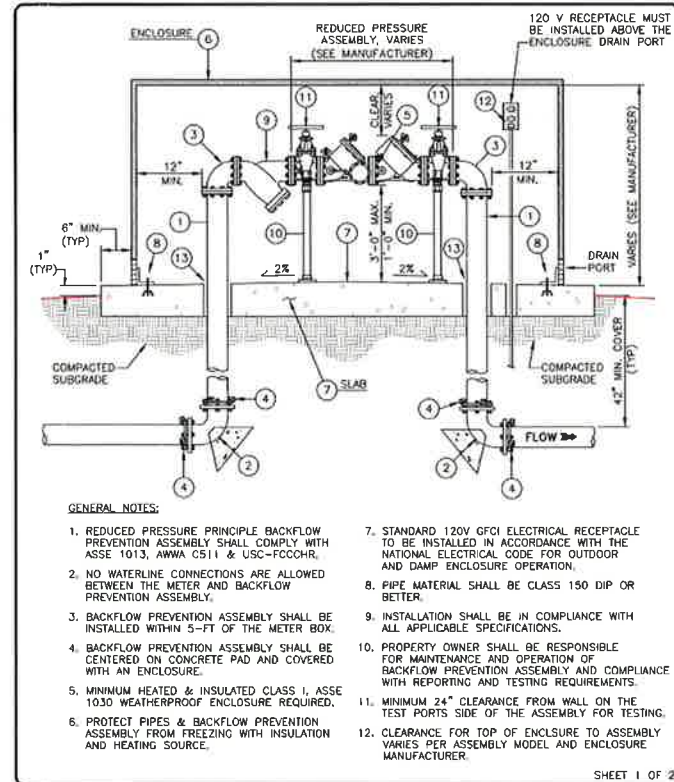 ENCLOSURE
6
REDUCED PRESSURE
ASSEMBLY, VARIES
(SEE MANUFACTURER)
120 V RECEPTACLE MUST
BE INSTALLED ABOVE THE
ENCLOSURE DRAIN PORT
11
11
12
CLEAR.
VARIES
3
9
5
3
12"
MIN.
12"
MIN.
VARIES (SEE MANUFACTURER)
1
10
3'-0" MAX.
1'-0" MIN.
10
1
6" MIN.
(TYP)
1"
(TYP)
8
13
2%
7
2%
13
8
DRAIN
PORT
COMPACTED
SUBGRADE
7 SLAB
COMPACTED
SUBGRADE
42" MIN. COVER
(TYP)
4
4
2
2
FLOW
4
4
GENERAL NOTES:
1. REDUCED PRESSURE PRINCIPLE BACKFLOW
PREVENTION ASSEMBLY SHALL COMPLY WITH
ASSE 1013, AWWA C511 & USC-FCCCHR.
2. NO WATERLINE CONNECTIONS ARE ALLOWED
BETWEEN THE METER AND BACKFLOW
PREVENTION ASSEMBLY.
3. BACKFLOW PREVENTION ASSEMBLY SHALL BE
INSTALLED WITHIN 5-FT OF THE METER BOX.
4. BACKFLOW PREVENTION ASSEMBLY SHALL BE
CENTERED ON CONCRETE PAD AND COVERED
WITH AN ENCLOSURE.
5. MINIMUM HEATED & INSULATED CLASS I, ASSE
1030 WEATHERPROOF ENCLOSURE REQUIRED.
6. PROTECT PIPES & BACKFLOW PREVENTION
ASSEMBLY FROM FREEZING WITH INSULATION
AND HEATING SOURCE.
7. STANDARD 120V GFCI ELECTRICAL RECEPTACLE
TO BE INSTALLED IN ACCORDANCE WITH THE
NATIONAL ELECTRICAL CODE FOR OUTDOOR
AND DAMP ENCLOSURE OPERATION.
8. PIPE MATERIAL SHALL BE CLASS 150 DIP OR
BETTER.
9. INSTALLATION SHALL BE IN COMPLIANCE WITH
ALL APPLICABLE SPECIFICATIONS.
10. PROPERTY OWNER SHALL BE RESPONSIBLE
FOR MAINTENANCE AND OPERATION OF
BACKFLOW PREVENTION ASSEMBLY AND COMPLIANCE
WITH REPORTING AND TESTING REQUIREMENTS.
11. MINIMUM 24" CLEARANCE FROM WALL ON THE
TEST PORTS SIDE OF THE ASSEMBLY FOR TESTING.
12. CLEARANCE FOR TOP OF ENCLSURE TO ASSEMBLY
VARIES PER ASSEMBLY MODEL AND ENCLOSURE
MANUFACTURER.
SHEET 1 OF 2